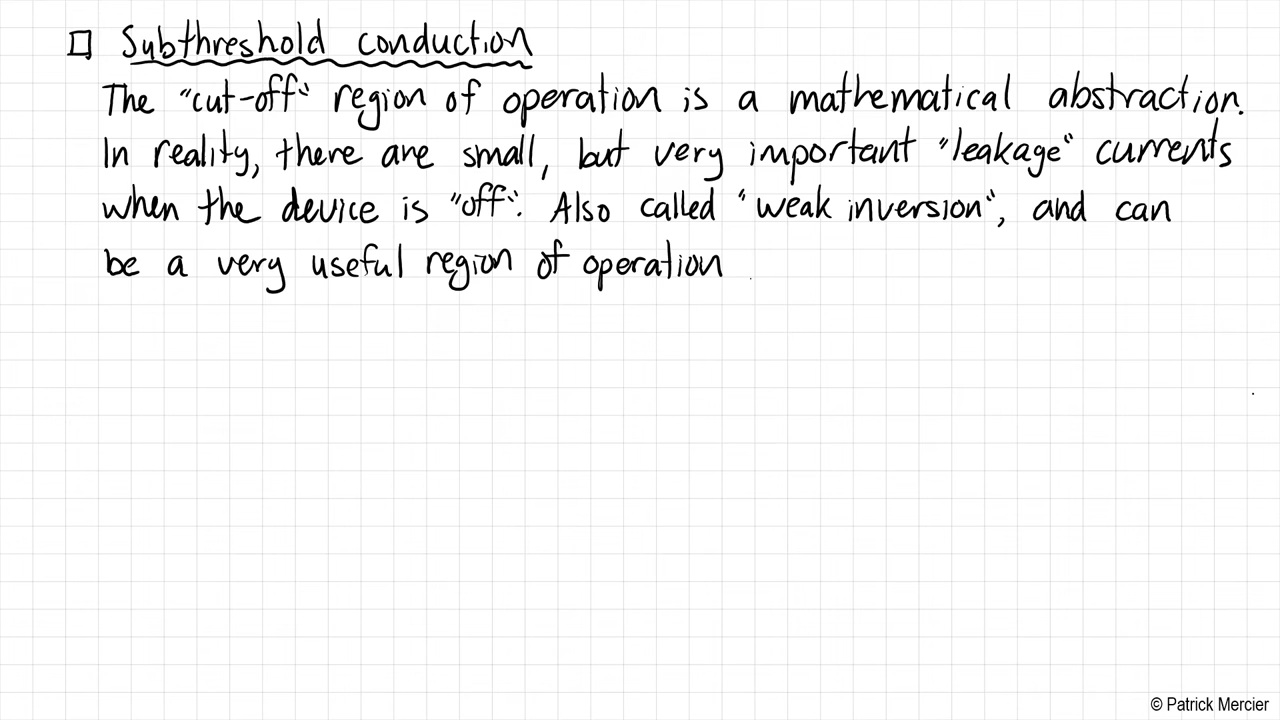 Subthreshold conduction
The "cut-off" region of operation is a mathematical abstraction.
In reality, there are small, but very important "leakage" currents
when the device is "off". Also called "weak inversion", and can
be a very useful region of operation
© Patrick Mercier